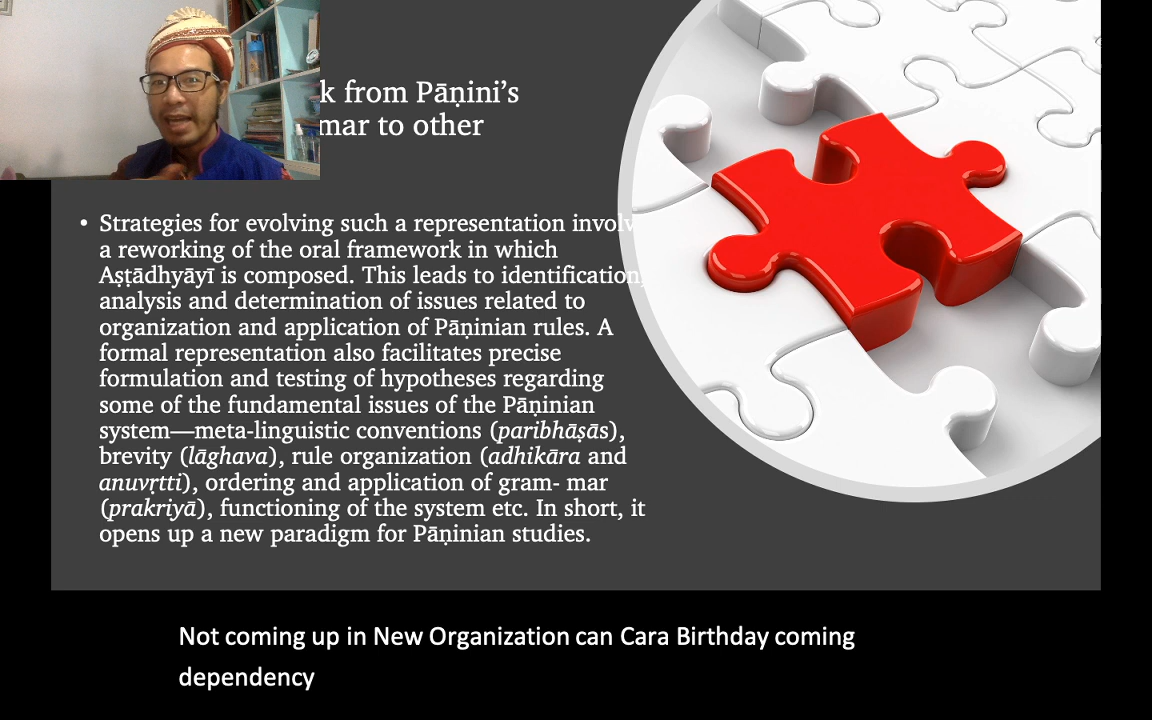 k from Pāṇini’s
mar to other
• Strategies for evolving such a representation involv
a reworking of the oral framework in which
Aṣṭādhyāyī is composed. This leads to identification,
analysis and determination of issues related to
organization and application of Pāṇinian rules. A
formal representation also facilitates precise
formulation and testing of hypotheses regarding
some of the fundamental issues of the Pāṇinian
system—meta-linguistic conventions (paribhāṣās),
brevity (lāghava), rule organization (adhikāra and
anuvṛtti), ordering and application of gram- mar
(prakriyā), functioning of the system etc. In short, it
opens up a new paradigm for Pāṇinian studies.
Not coming up in New Organization can Cara Birthday coming
dependency